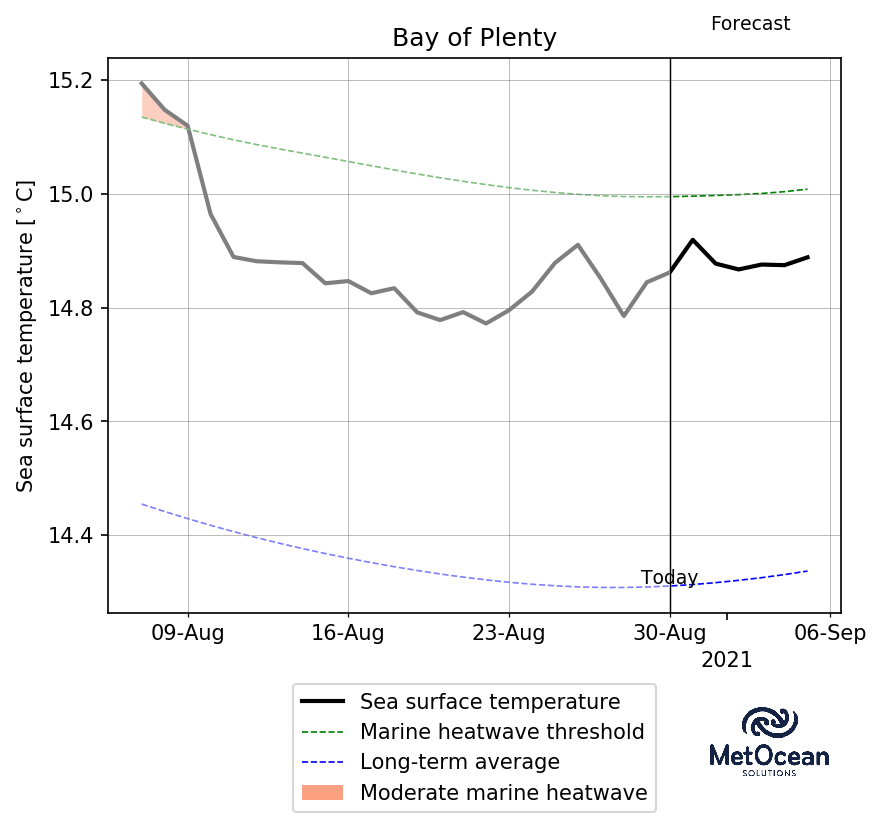 Forecast
Bay of Plenty
Sea surface temperature [°C]
15.2
15.0
14.8
14.6
14.4
Today
09-Aug 16-Aug 23-Aug 30-Aug 06-Sep
2021
Sea surface temperature
Marine heatwave threshold
Long-term average
Moderate marine heatwave
MetOcean
SOLUTIONS